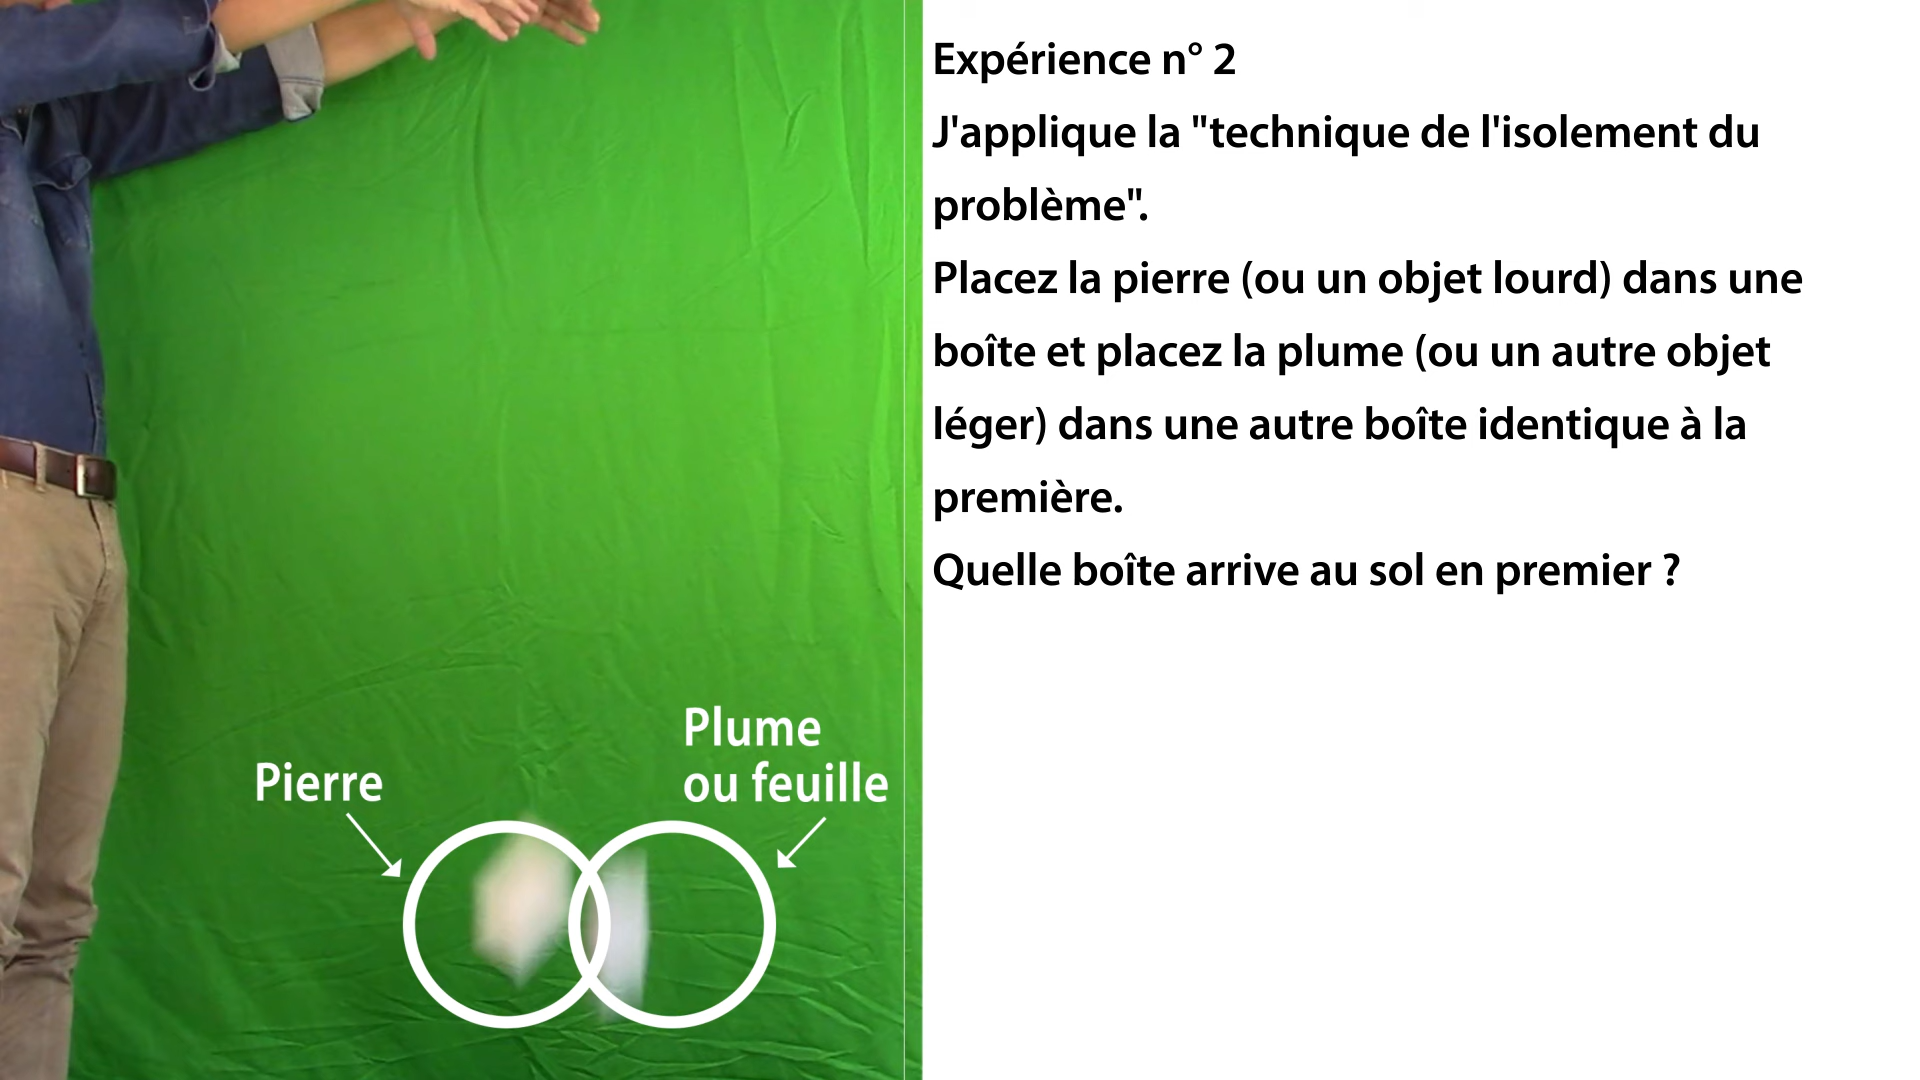 Expérience n° 2
J'applique la "technique de l'isolement du
problème".
Placez la pierre (ou un objet lourd) dans une
boîte et placez la plume (ou un autre objet
léger) dans une autre boîte identique à la
première.
Quelle boîte arrive au sol en premier ?
Plume
ou feuille
Pierre